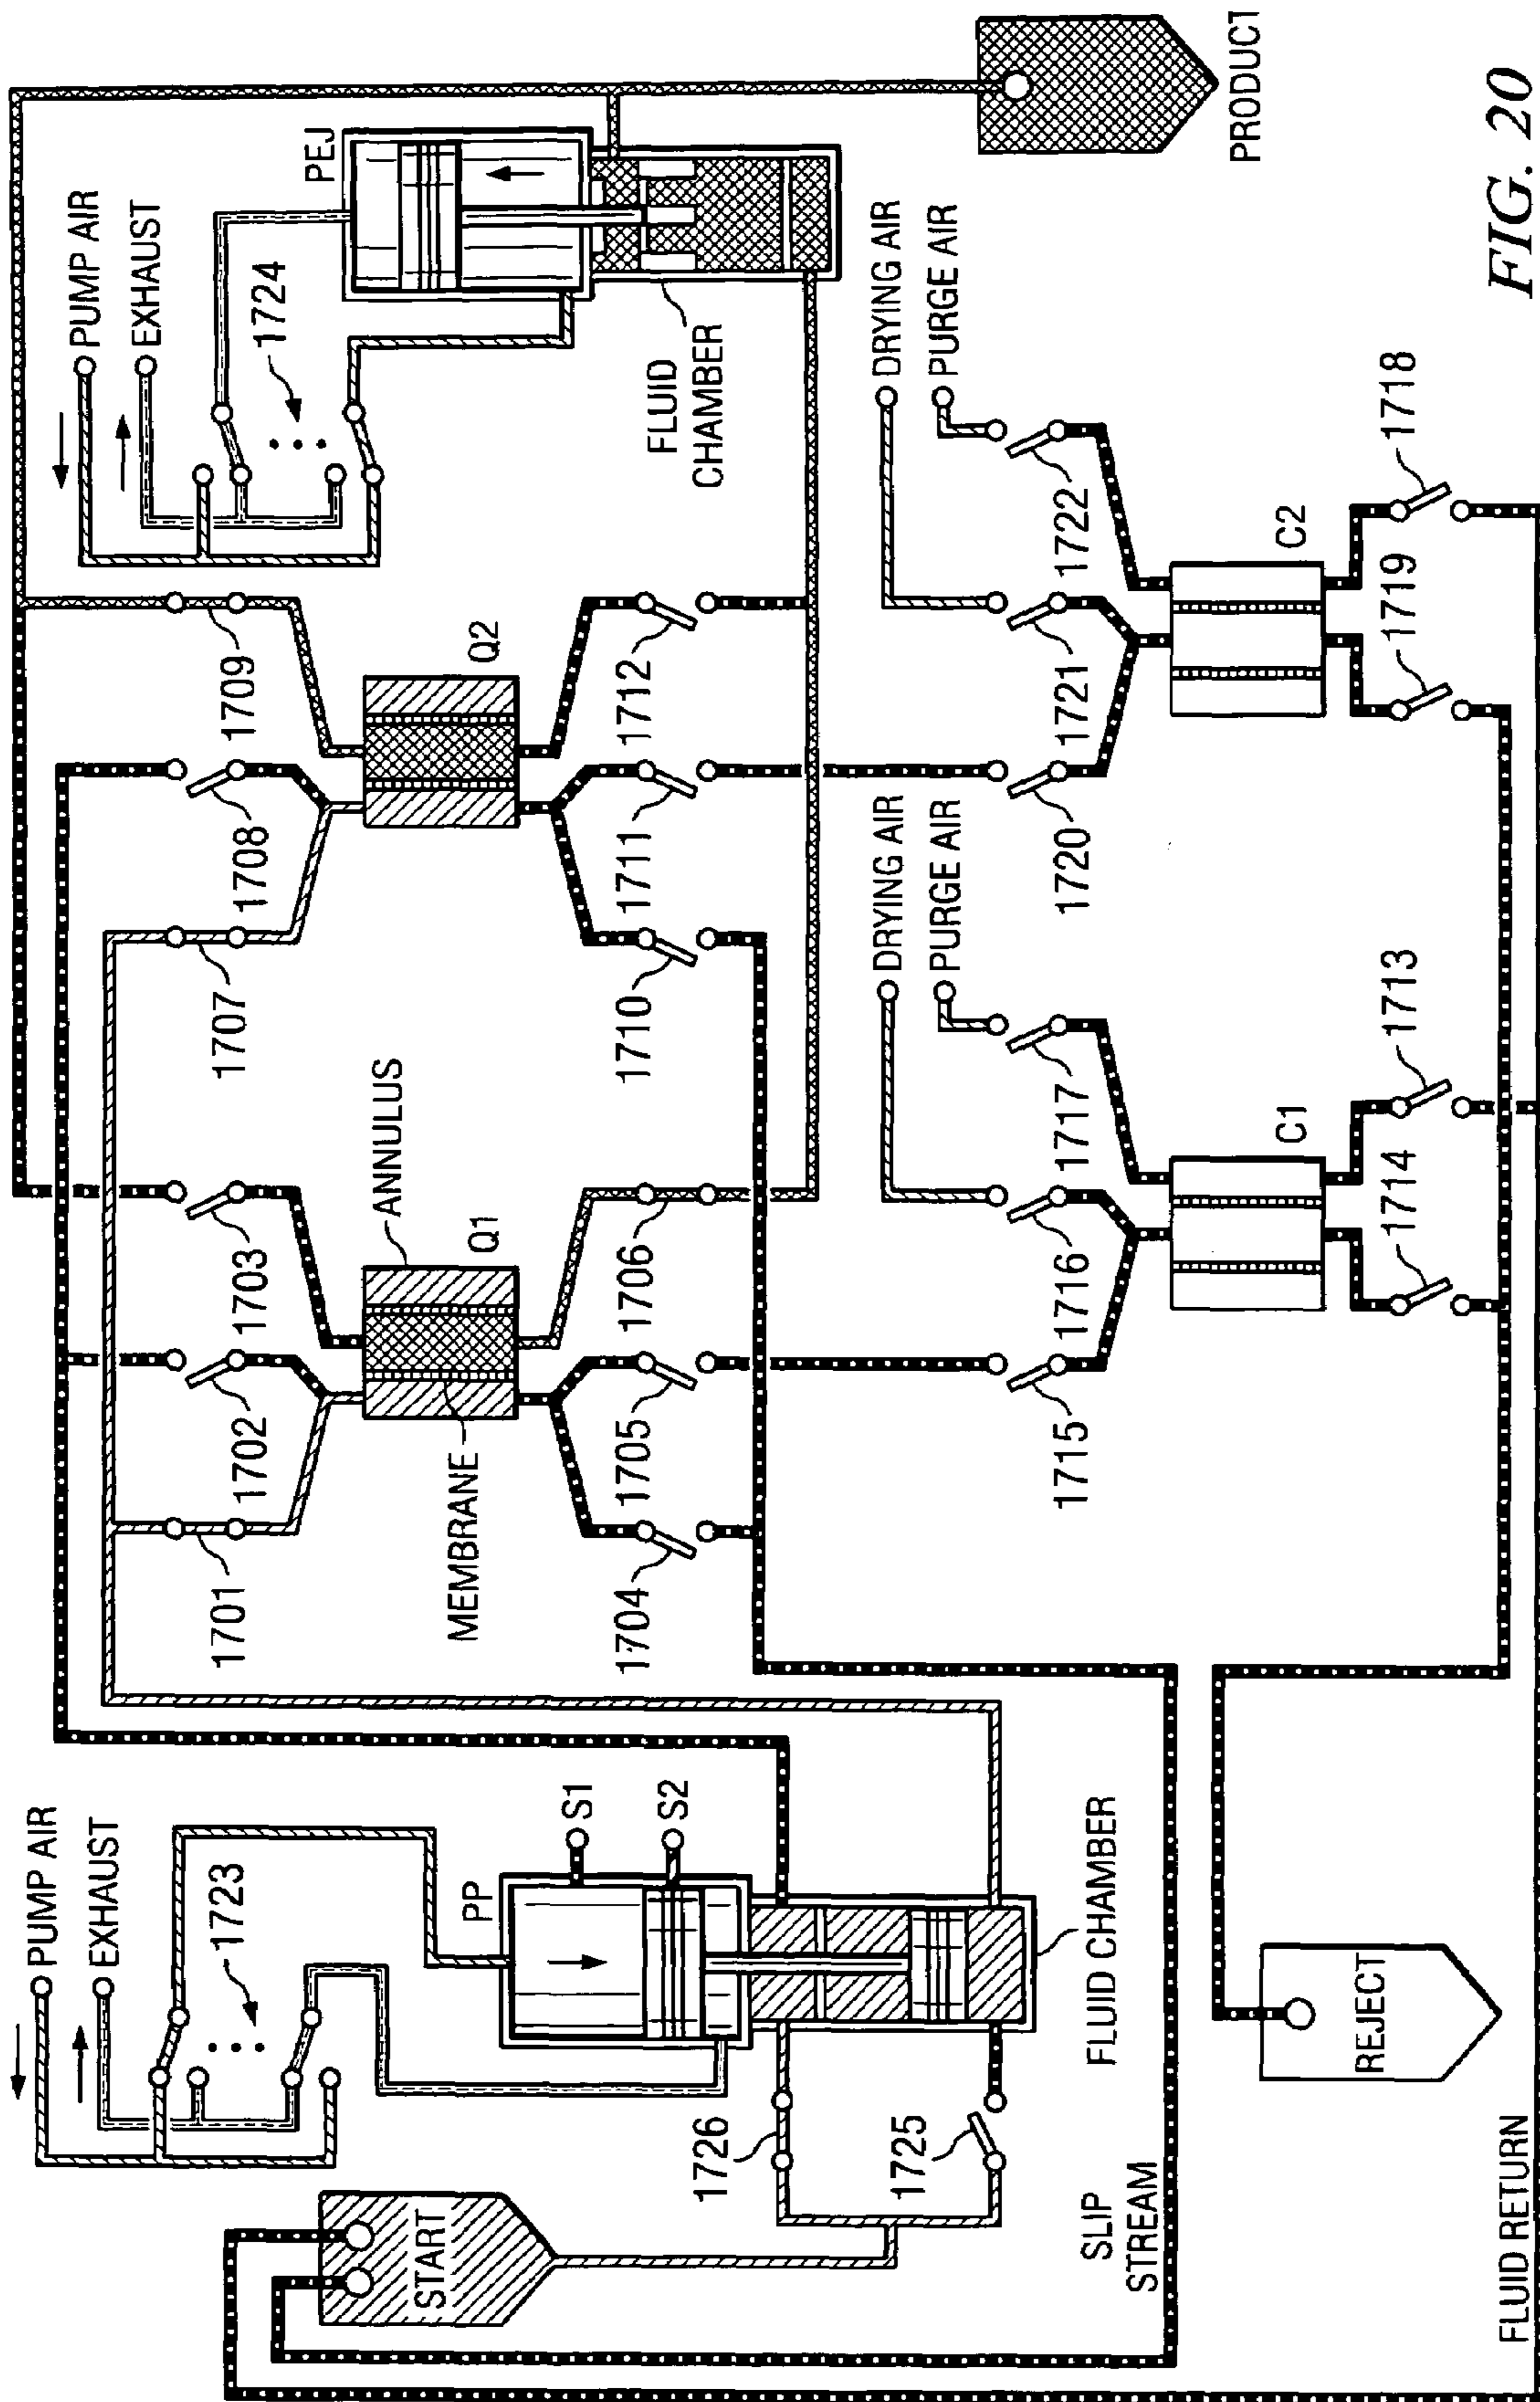 PUMP AIR
EXHAUST
1723
PP
S1
S2
START
1726
1725
FLUID CHAMBER
SLIP
STREAM
FLUID RETURN
REJECT
1701
1702
1703
MEMBRANE
ANNULUS
Q1
1704
1705
1706
1707
1708
1709
Q2
1710
1711
1712
PUMP AIR
EXHAUST
1724
PEJ
FLUID
CHAMBER
PRODUCT
DRYING AIR
PURGE AIR
1715
1716
1717
C1
1714
1713
DRYING AIR
PURGE AIR
1720
1721
1722
C2
1719
1718
FIG. 20